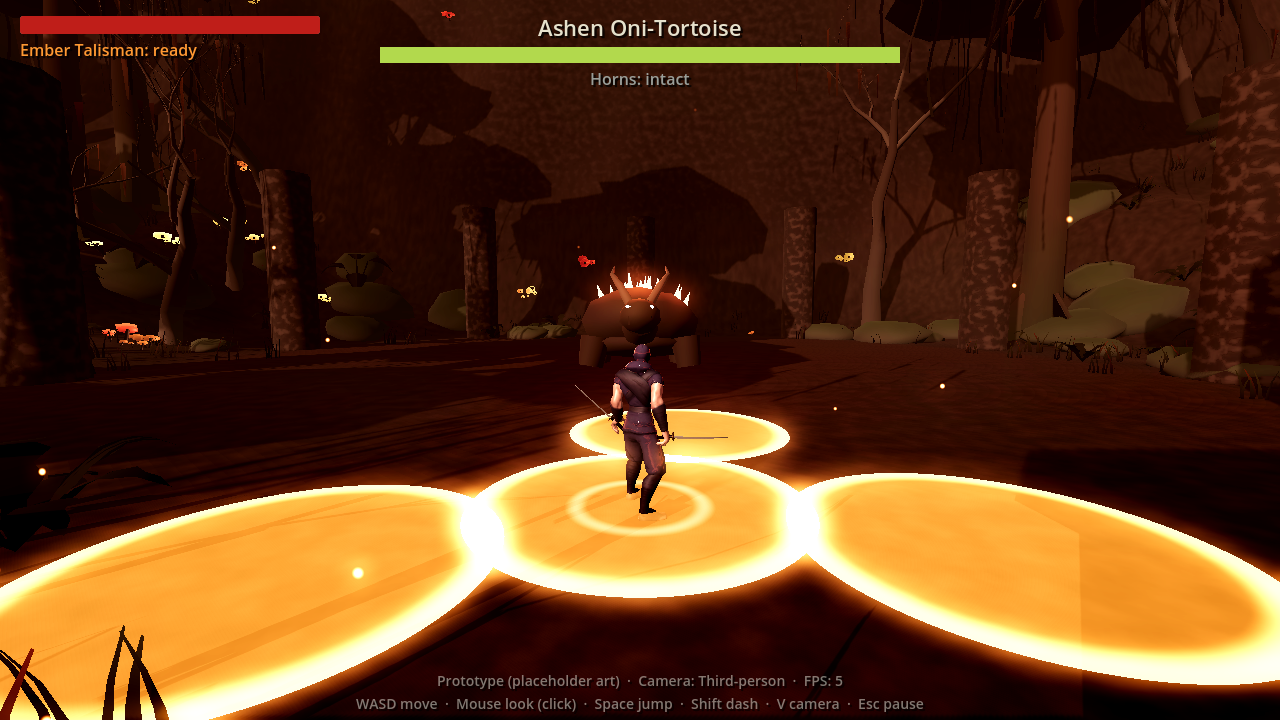 Ashen Oni-Tortoise
Ember Talisman: ready
Horns: intact
Prototype (placeholder art) · Camera: Third-person · FPS: 5
WASD move · Mouse look (click) · Space jump · Shift dash · V camera · Esc pause